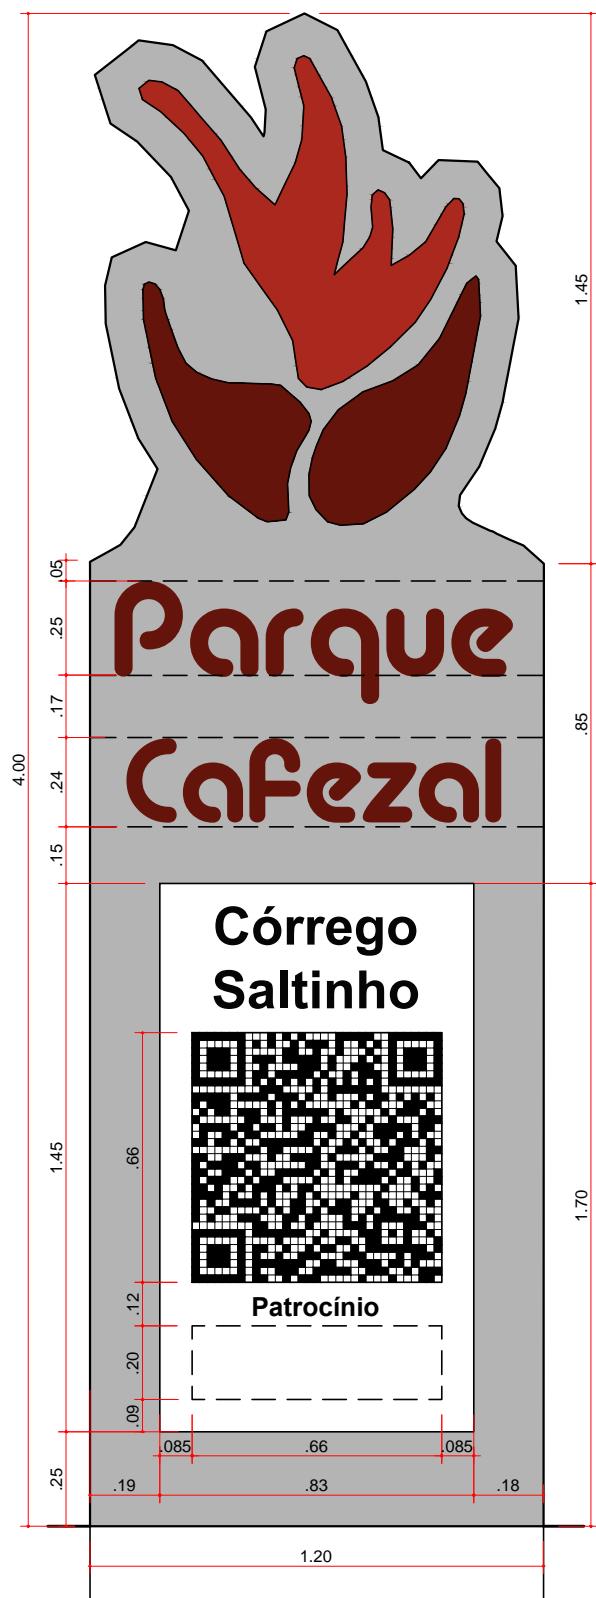 1.45
.05
.25
Parque
.17
.85
4.00
.24
Cafezal
.15
Córrego
Saltinho
.66
1.45
1.70
.12
Patrocínio
.20
.09
.085 .66 .085
.25
.19 .83 .18
1.20